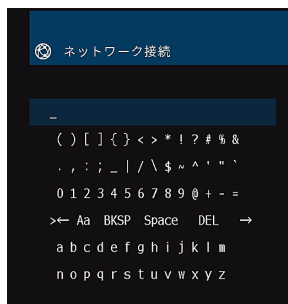 ネットワーク接続
_
( ) [ ] { } < > * ! ? # % &
. , : ; _ | / \ $ ~ ^ ' " `
0 1 2 3 4 5 6 7 8 9 @ + - =
>← Aa BKSP Space DEL →
a b c d e f g h i j k l m
n o p q r s t u v w x y z